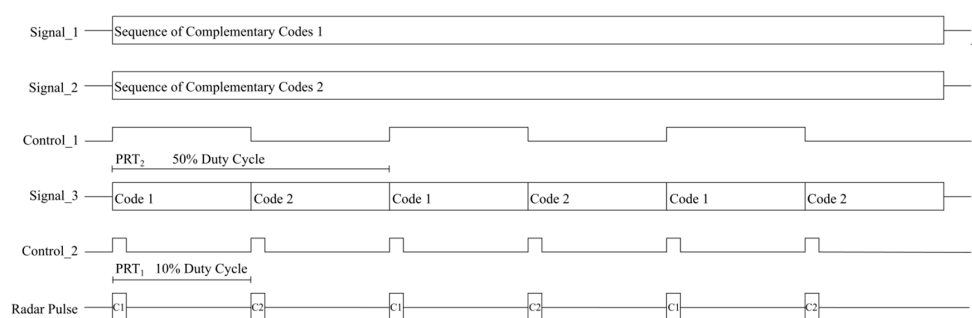 Signal_1 Sequence of Complementary Codes 1
Signal_2 Sequence of Complementary Codes 2
Control_1
PRT₂ 50% Duty Cycle
Signal_3 Code 1 Code 2 Code 1 Code 2 Code 1 Code 2
Control_2
PRT₁ 10% Duty Cycle
Radar Pulse C1 C2 C1 C2 C1 C2